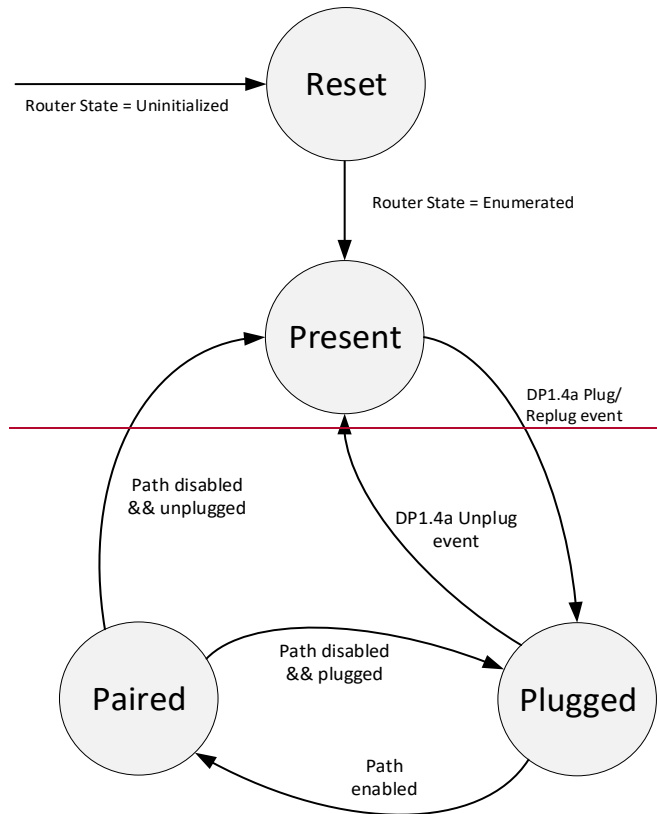 Reset
Router State = Uninitialized
Router State = Enumerated
Present
DP1.4a Plug/
Replug event
Path disabled
&& unplugged
DP1.4a Unplug
event
Path disabled
&& plugged
Paired
Plugged
Path
enabled